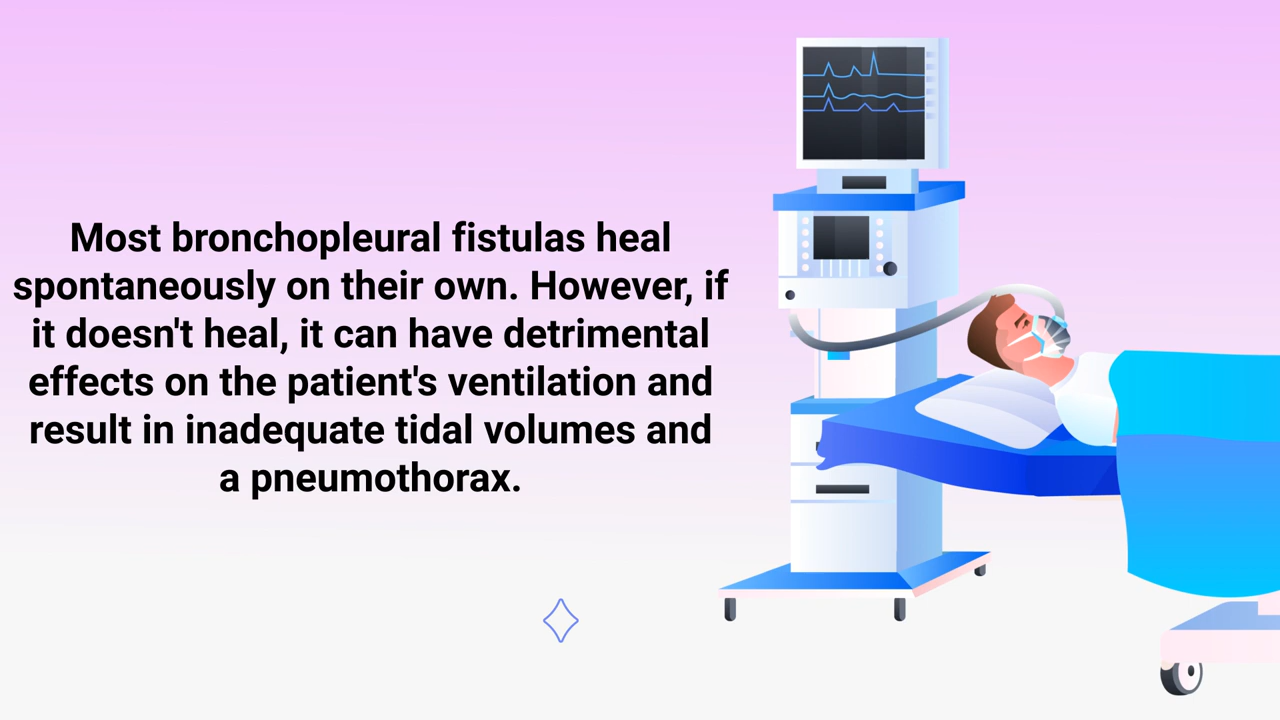 Most bronchopleural fistulas heal
spontaneously on their own. However, if
it doesn't heal, it can have detrimental
effects on the patient's ventilation and
result in inadequate tidal volumes and
a pneumothorax.